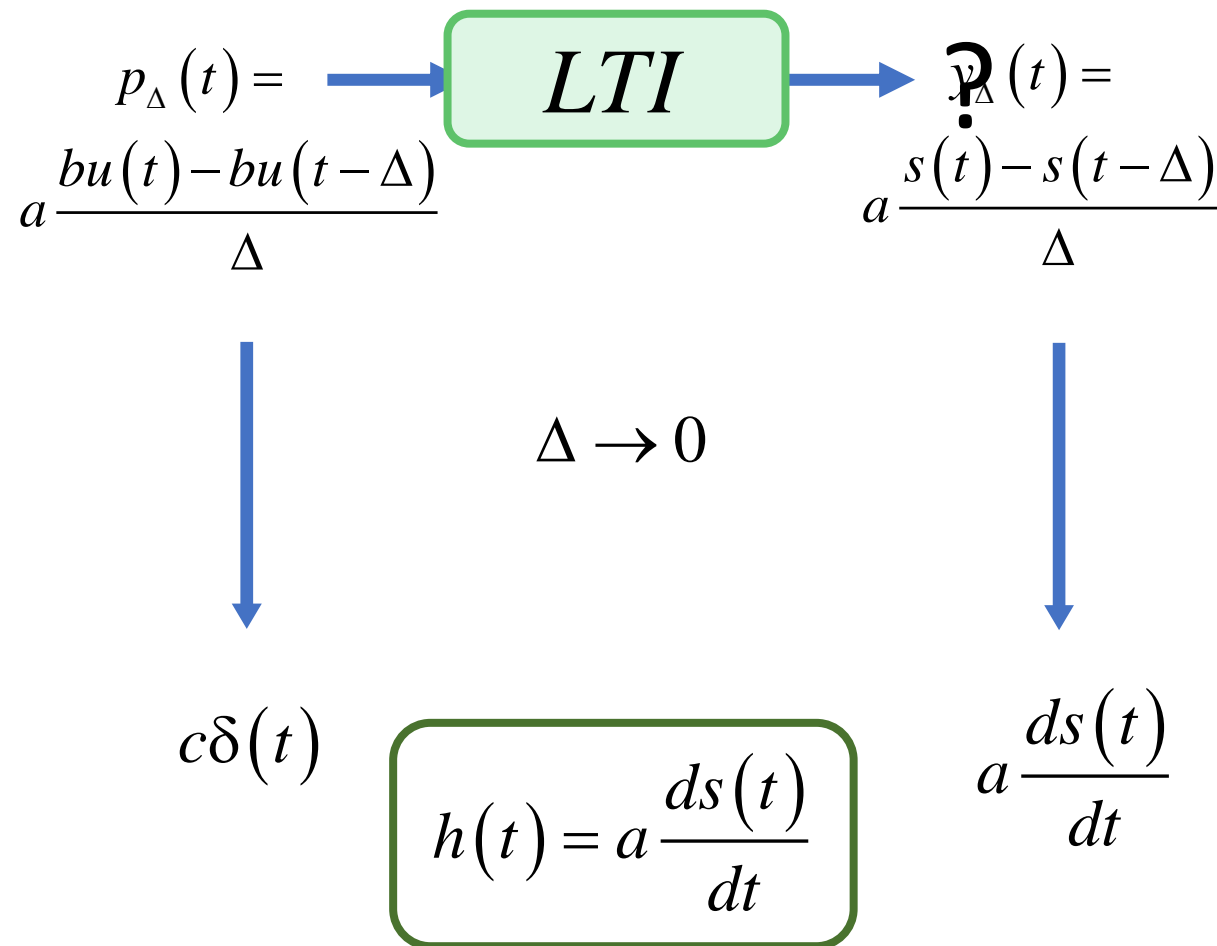 p_Δ(t) =
LTI
?
y_Δ(t) =
a (bu(t) − bu(t − Δ)) / Δ
a (s(t) − s(t − Δ)) / Δ
Δ → 0
cδ(t)
h(t) = a ds(t)/dt
a ds(t)/dt